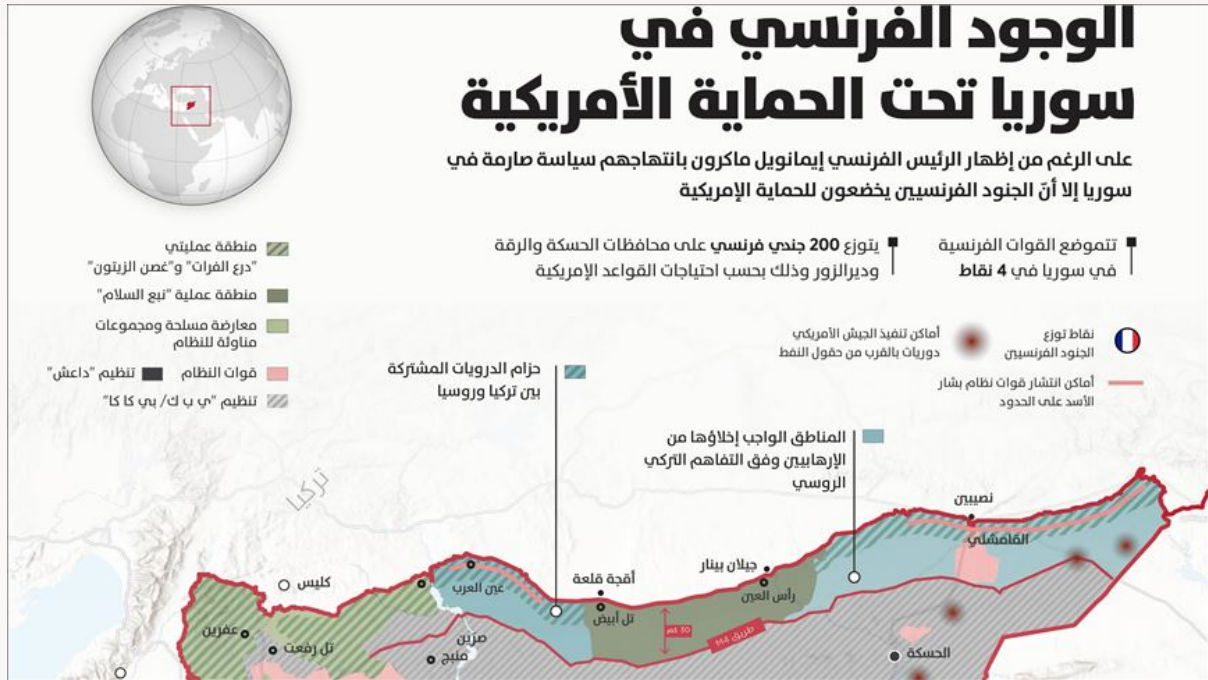 الوجود الفرنسي في
سوريا تحت الحماية الأمريكية
على الرغم من إظهار الرئيس الفرنسي إيمانويل ماكرون بانتهاجهم سياسة صارمة في
سوريا إلا أنّ الجنود الفرنسيين يخضعون للحماية الإمريكية
تتموضع القوات الفرنسية
في سوريا في 4 نقاط
يتوزع 200 جندي فرنسي على محافظات الحسكة والرقة
وديرالزور وذلك بحسب احتياجات القواعد الإمريكية
نقاط توزع
الجنود الفرنسيين
أماكن تنفيذ الجيش الأمريكي
دوريات بالقرب من حقول النفط
أماكن انتشار قوات نظام بشار
الأسد على الحدود
منطقة عمليتي
"درع الفرات" و"غصن الزيتون"
منطقة عملية "نبع السلام"
معارضة مسلحة ومجموعات
مناولة للنظام
قوات النظام
تنظيم "داعش"
تنظيم "ي ب ك/ بي كا كا"
حزام الدرويات المشتركة
بين تركيا وروسيا
المناطق الواجب إخلاؤها من
الإرهابيين وفق التفاهم التركي
الروسي
تركيا
نصيبين
القامشلي
جيلان بينار
رأس العين
أقجة قلعة
تل أبيض
عين العرب
كليس
عفرين
تل رفعت
صرين
منبج
30 كم
طريق M4
الحسكة